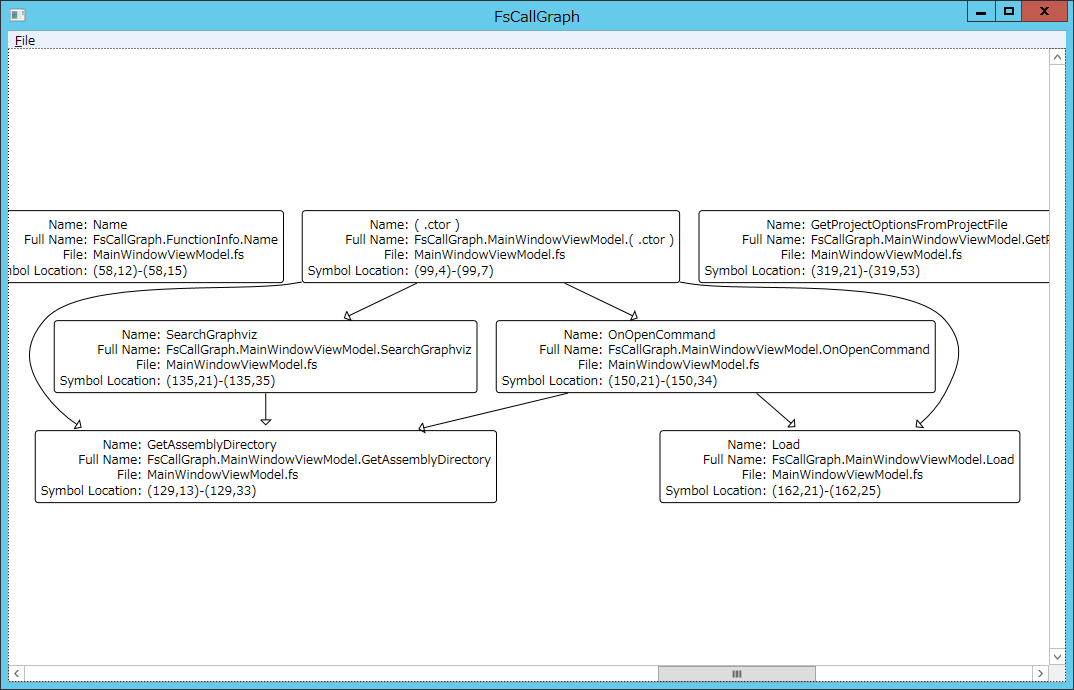 FsCallGraph
File
Name: Name
Full Name: FsCallGraph.FunctionInfo.Name
File: MainWindowViewModel.fs
Location: (58,12)-(58,15)
Name: ( .ctor )
Full Name: FsCallGraph.MainWindowViewModel.( .ctor )
File: MainWindowViewModel.fs
Symbol Location: (99,4)-(99,7)
Name: GetProjectOptionsFromProjectFile
Full Name: FsCallGraph.MainWindowViewModel.Get
File: MainWindowViewModel.fs
Symbol Location: (319,21)-(319,53)
Name: SearchGraphviz
Full Name: FsCallGraph.MainWindowViewModel.SearchGraphviz
File: MainWindowViewModel.fs
Symbol Location: (135,21)-(135,35)
Name: OnOpenCommand
Full Name: FsCallGraph.MainWindowViewModel.OnOpenCommand
File: MainWindowViewModel.fs
Symbol Location: (150,21)-(150,34)
Name: GetAssemblyDirectory
Full Name: FsCallGraph.MainWindowViewModel.GetAssemblyDirectory
File: MainWindowViewModel.fs
Symbol Location: (129,13)-(129,33)
Name: Load
Full Name: FsCallGraph.MainWindowViewModel.Load
File: MainWindowViewModel.fs
Symbol Location: (162,21)-(162,25)